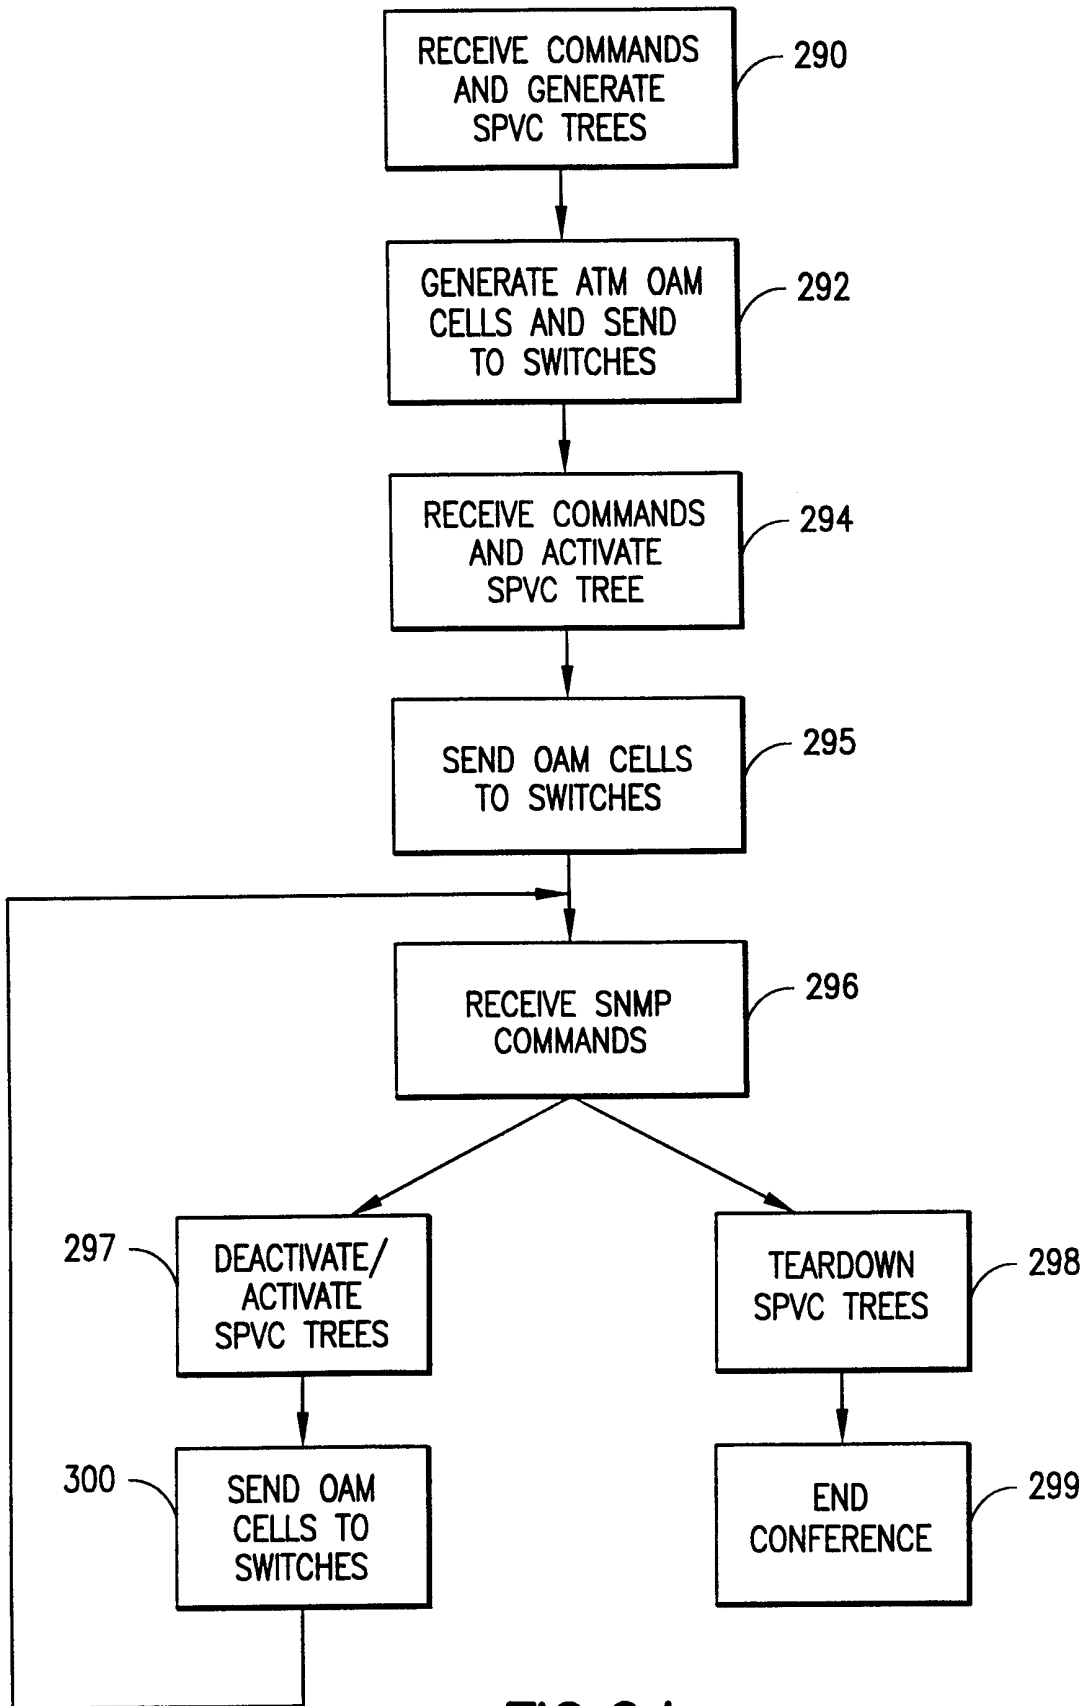 RECEIVE COMMANDS
AND GENERATE
SPVC TREES
290
GENERATE ATM OAM
CELLS AND SEND
TO SWITCHES
292
RECEIVE COMMANDS
AND ACTIVATE
SPVC TREE
294
SEND OAM CELLS
TO SWITCHES
295
RECEIVE SNMP
COMMANDS
296
297
DEACTIVATE/
ACTIVATE
SPVC TREES
TEARDOWN
SPVC TREES
298
300
SEND OAM
CELLS TO
SWITCHES
END
CONFERENCE
299